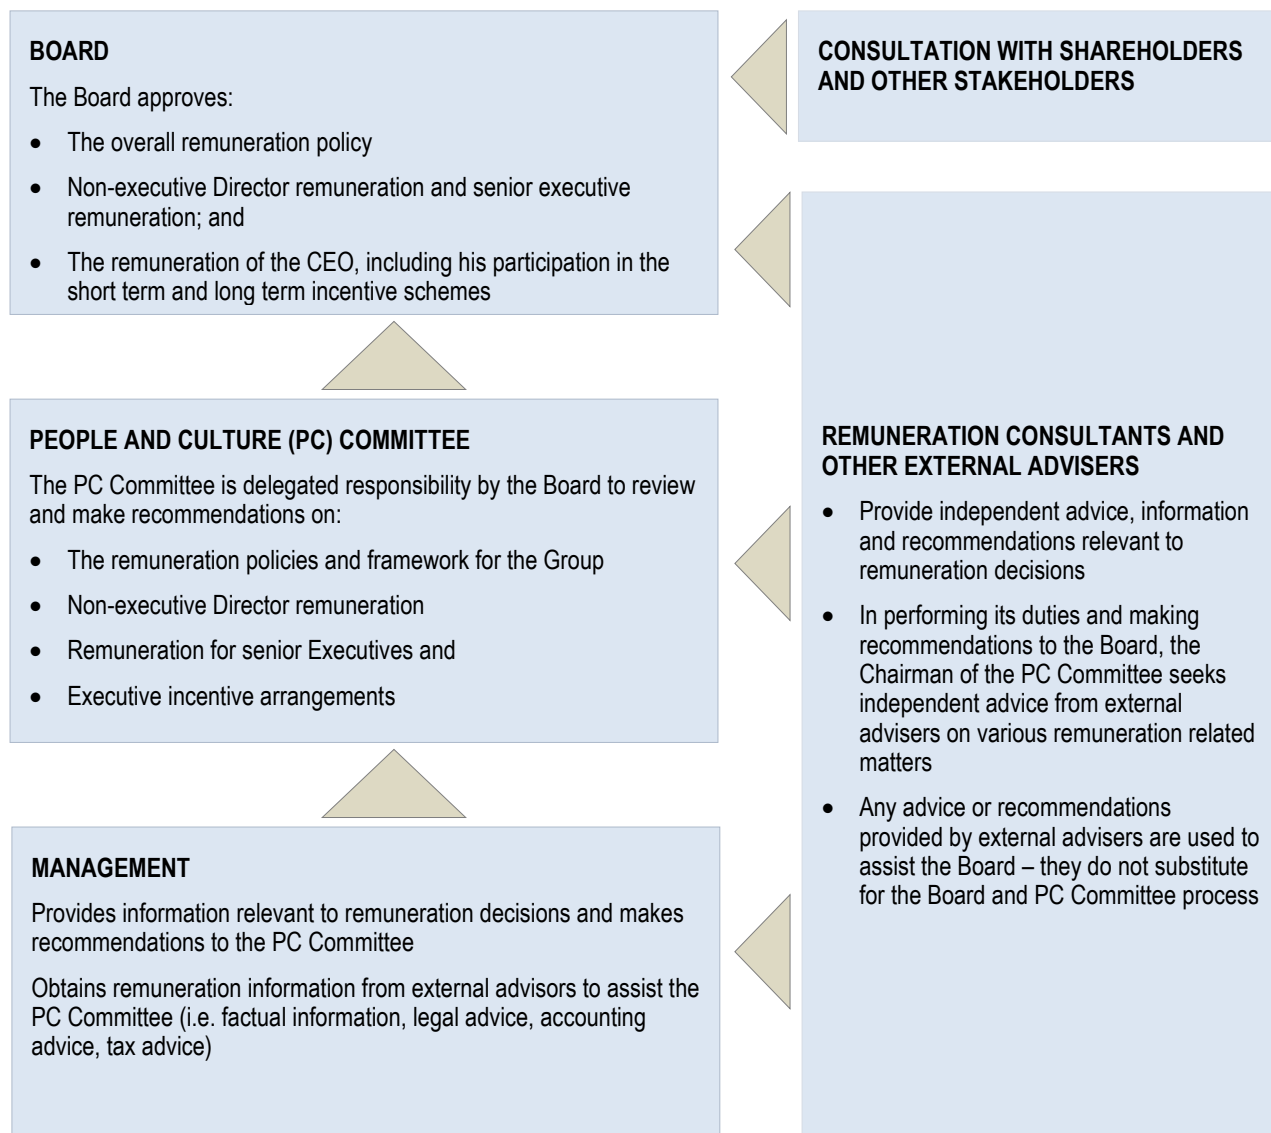 BOARD
The Board approves:
• The overall remuneration policy
• Non-executive Director remuneration and senior executive
remuneration; and
• The remuneration of the CEO, including his participation in the
short term and long term incentive schemes
CONSULTATION WITH SHAREHOLDERS
AND OTHER STAKEHOLDERS
PEOPLE AND CULTURE (PC) COMMITTEE
The PC Committee is delegated responsibility by the Board to review
and make recommendations on:
• The remuneration policies and framework for the Group
• Non-executive Director remuneration
• Remuneration for senior Executives and
• Executive incentive arrangements
MANAGEMENT
Provides information relevant to remuneration decisions and makes
recommendations to the PC Committee
Obtains remuneration information from external advisors to assist the
PC Committee (i.e. factual information, legal advice, accounting
advice, tax advice)
REMUNERATION CONSULTANTS AND
OTHER EXTERNAL ADVISERS
• Provide independent advice, information
and recommendations relevant to
remuneration decisions
• In performing its duties and making
recommendations to the Board, the
Chairman of the PC Committee seeks
independent advice from external
advisers on various remuneration related
matters
• Any advice or recommendations
provided by external advisers are used to
assist the Board – they do not substitute
for the Board and PC Committee process